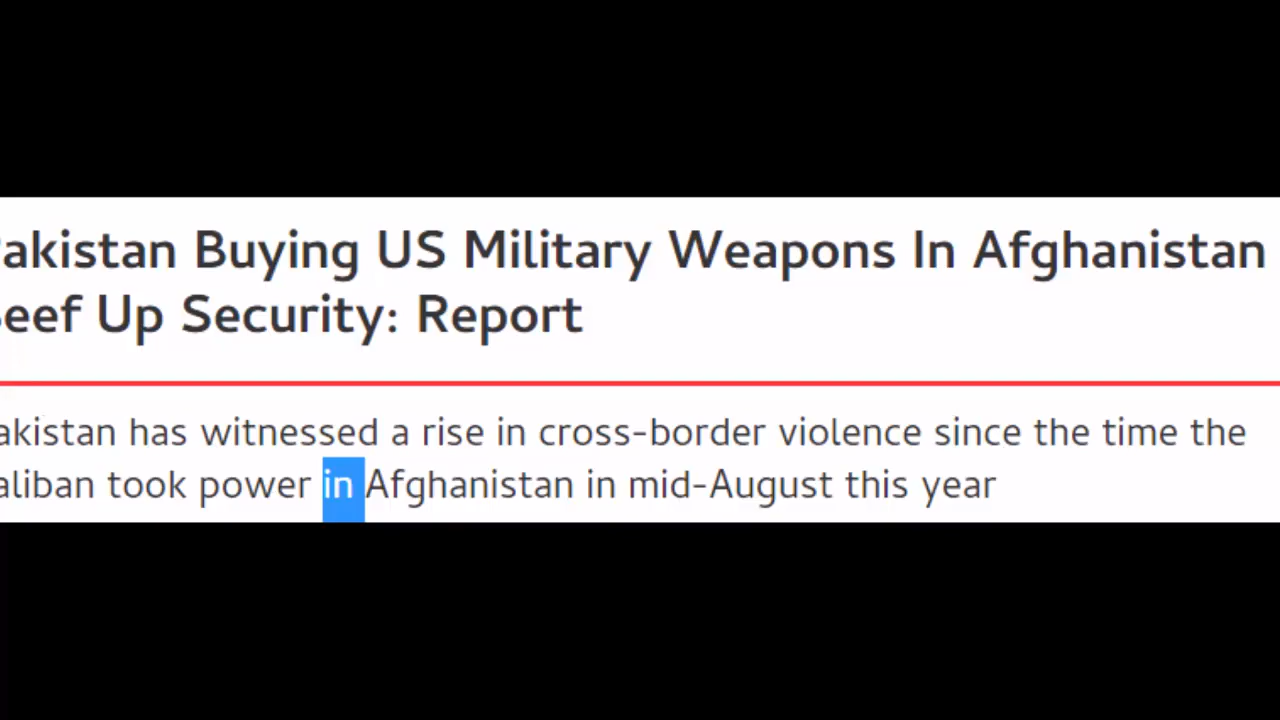 akistan Buying US Military Weapons In Afghanistan
eef Up Security: Report
akistan has witnessed a rise in cross-border violence since the time the
aliban took power in Afghanistan in mid-August this year